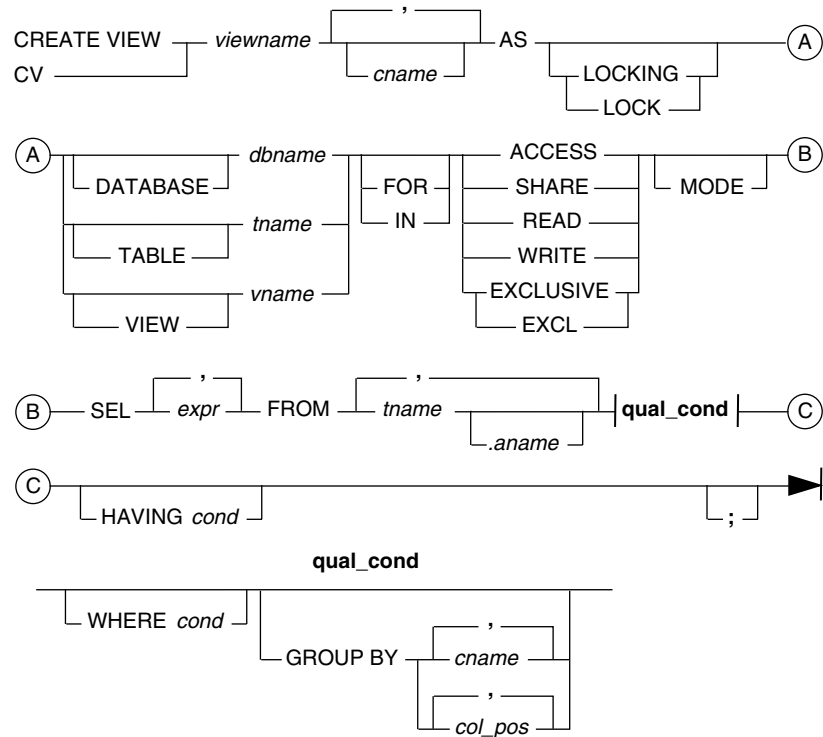 ,
CREATE VIEW viewname AS A
CV cname LOCKING
LOCK
A dbname ACCESS B
DATABASE FOR SHARE MODE
tname IN READ
TABLE WRITE
vname EXCLUSIVE
VIEW EXCL
, ,
B SEL expr FROM tname qual_cond C
.aname
C
HAVING cond ;
qual_cond
WHERE cond ,
GROUP BY cname
,
col_pos